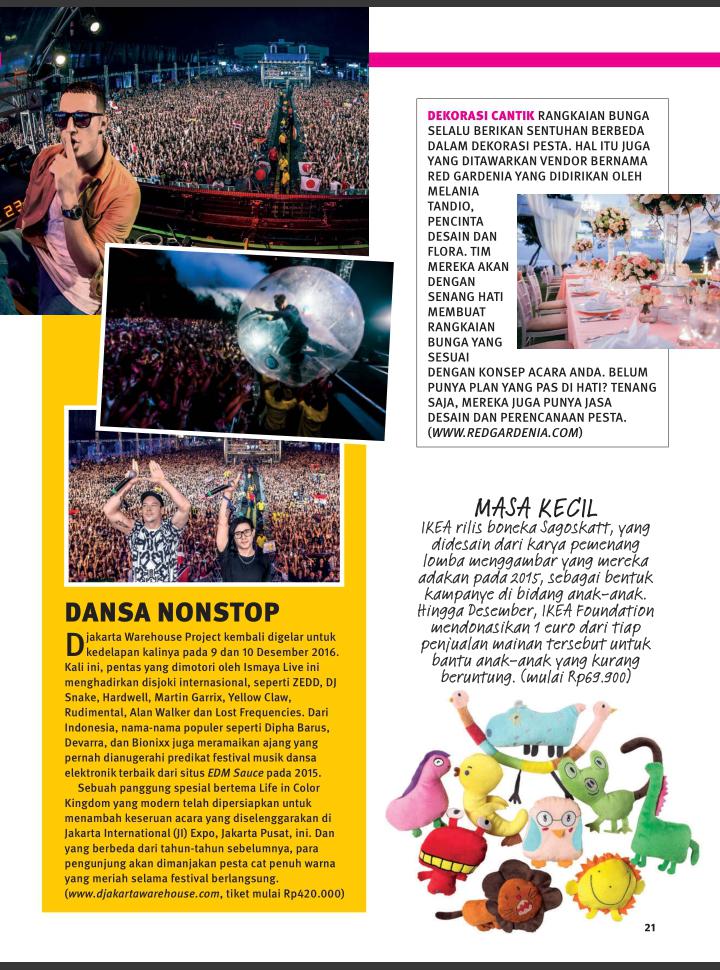 DEKORASI CANTIK RANGKAIAN BUNGA
SELALU BERIKAN SENTUHAN BERBEDA
DALAM DEKORASI PESTA. HAL ITU JUGA
YANG DITAWARKAN VENDOR BERNAMA
RED GARDENIA YANG DIDIRIKAN OLEH
MELANIA
TANDIO,
PENCINTA
DESAIN DAN
FLORA. TIM
MEREKA AKAN
DENGAN
SENANG HATI
MEMBUAT
RANGKAIAN
BUNGA YANG
SESUAI
DENGAN KONSEP ACARA ANDA. BELUM
PUNYA PLAN YANG PAS DI HATI? TENANG
SAJA, MEREKA JUGA PUNYA JASA
DESAIN DAN PERENCANAAN PESTA.
(WWW.REDGARDENIA.COM)
DANSA NONSTOP
Djakarta Warehouse Project kembali digelar untuk
kedelapan kalinya pada 9 dan 10 Desember 2016.
Kali ini, pentas yang dimotori oleh Ismaya Live ini
menghadirkan disjoki internasional, seperti ZEDD, DJ
Snake, Hardwell, Martin Garrix, Yellow Claw,
Rudimental, Alan Walker dan Lost Frequencies. Dari
Indonesia, nama-nama populer seperti Dipha Barus,
Devarra, dan Bionixx juga meramaikan ajang yang
pernah dianugerahi predikat festival musik dansa
elektronik terbaik dari situs EDM Sauce pada 2015.
Sebuah panggung spesial bertema Life in Color
Kingdom yang modern telah dipersiapkan untuk
menambah keseruan acara yang diselenggarakan di
Jakarta International (JI) Expo, Jakarta Pusat, ini. Dan
yang berbeda dari tahun-tahun sebelumnya, para
pengunjung akan dimanjakan pesta cat penuh warna
yang meriah selama festival berlangsung.
(www.djakartawarehouse.com, tiket mulai Rp420.000)
MASA KECIL
IKEA rilis boneka Sagoskatt, yang
didesain dari karya pemenang
lomba menggambar yang mereka
adakan pada 2015, sebagai bentuk
kampanye di bidang anak-anak.
Hingga Desember, IKEA Foundation
mendonasikan 1 euro dari tiap
penjualan mainan tersebut untuk
bantu anak-anak yang kurang
beruntung. (mulai Rp69.900)
21